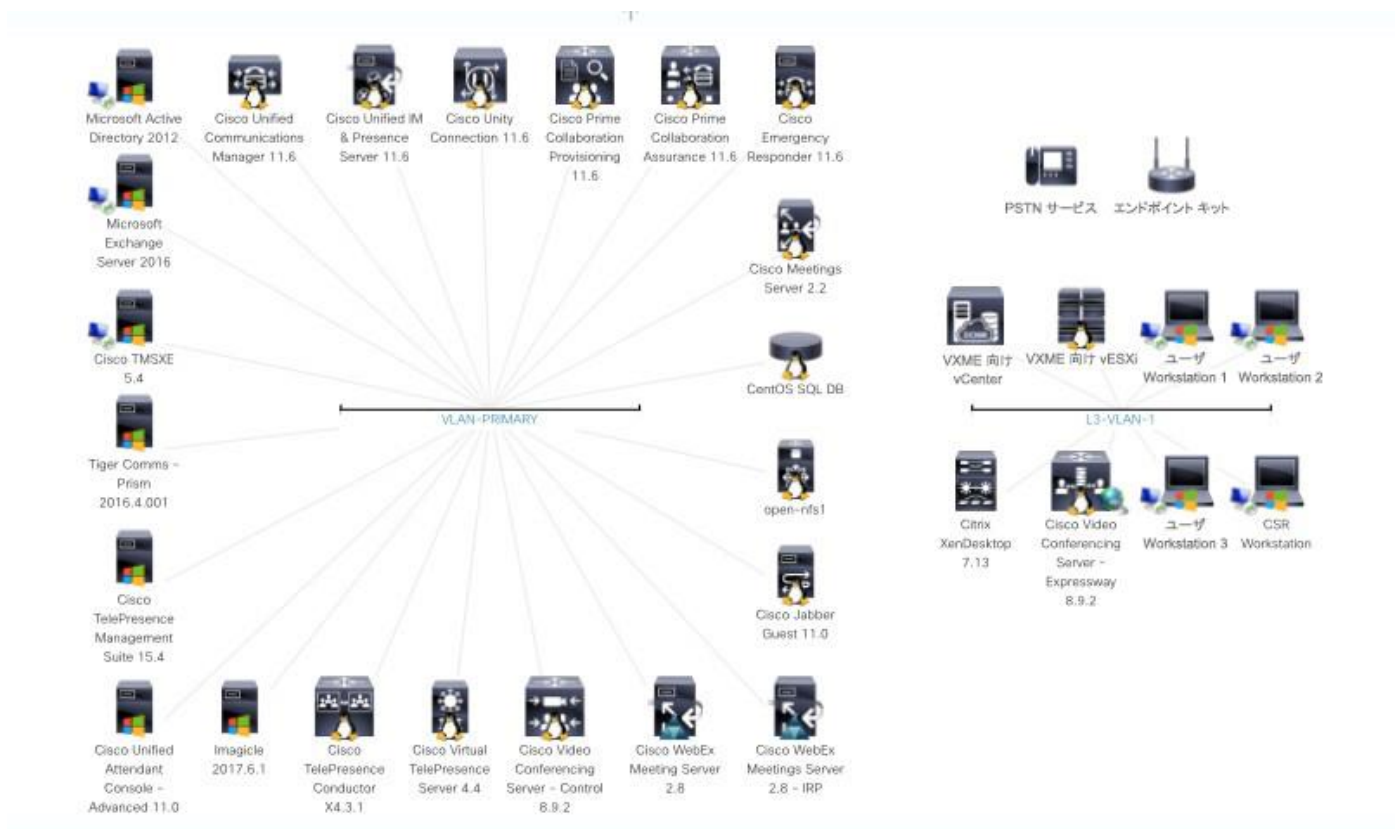 Microsoft Active
Directory 2012
Cisco Unified
Communications
Manager 11.6
Cisco Unified IM
& Presence
Server 11.6
Cisco Unity
Connection 11.6
Cisco Prime
Collaboration
Provisioning
11.6
Cisco Prime
Collaboration
Assurance 11.6
Cisco
Emergency
Responder 11.6
Microsoft
Exchange
Server 2016
Cisco Meetings
Server 2.2
Cisco TMSXE
5.4
CentOS SQL DB
VLAN-PRIMARY
Tiger Comms -
Prism
2016.4.001
open-nfs1
Cisco
TelePresence
Management
Suite 15.4
Cisco Jabber
Guest 11.0
Cisco Unified
Attendant
Console -
Advanced 11.0
Imagicle
2017.6.1
Cisco
TelePresence
Conductor
X4.3.1
Cisco Virtual
TelePresence
Server 4.4
Cisco Video
Conferencing
Server - Control
8.9.2
Cisco WebEx
Meeting Server
2.8
Cisco WebEx
Meetings Server
2.8 - IRP
PSTN サービス
エンドポイント キット
VXME 向け
vCenter
VXME 向け vESXi
ユーザ
Workstation 1
ユーザ
Workstation 2
L3-VLAN-1
Citrix
XenDesktop
7.13
Cisco Video
Conferencing
Server -
Expressway
8.9.2
ユーザ
Workstation 3
CSR
Workstation